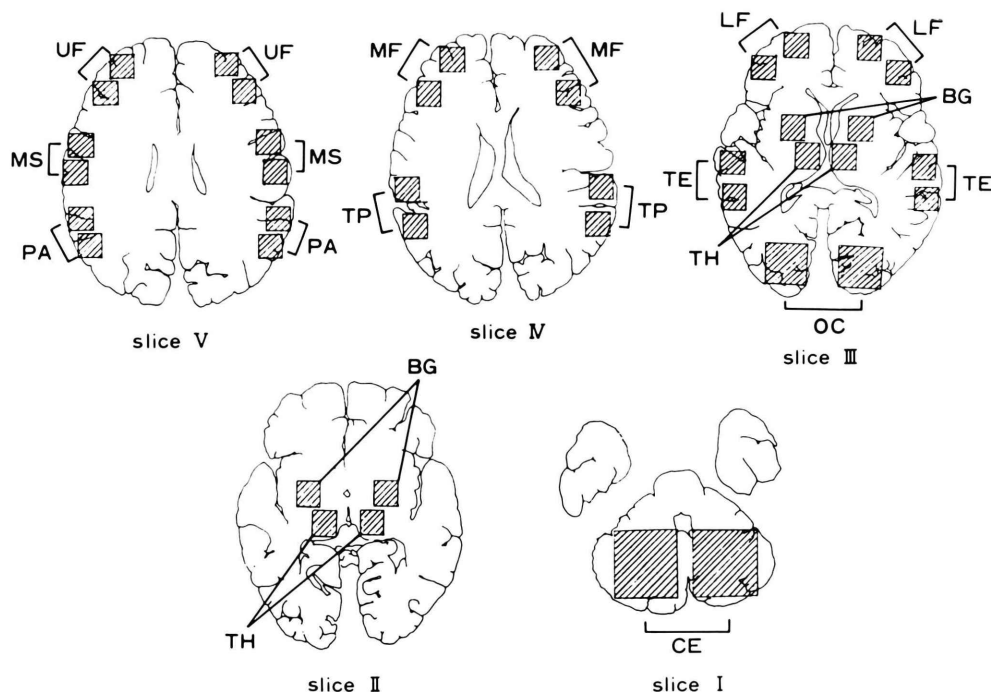 UF UF
MS MS
PA PA
slice V
MF MF
TP TP
slice IV
LF LF
BG
TE TE
TH
OC
slice III
BG
TH
slice II
CE
slice I